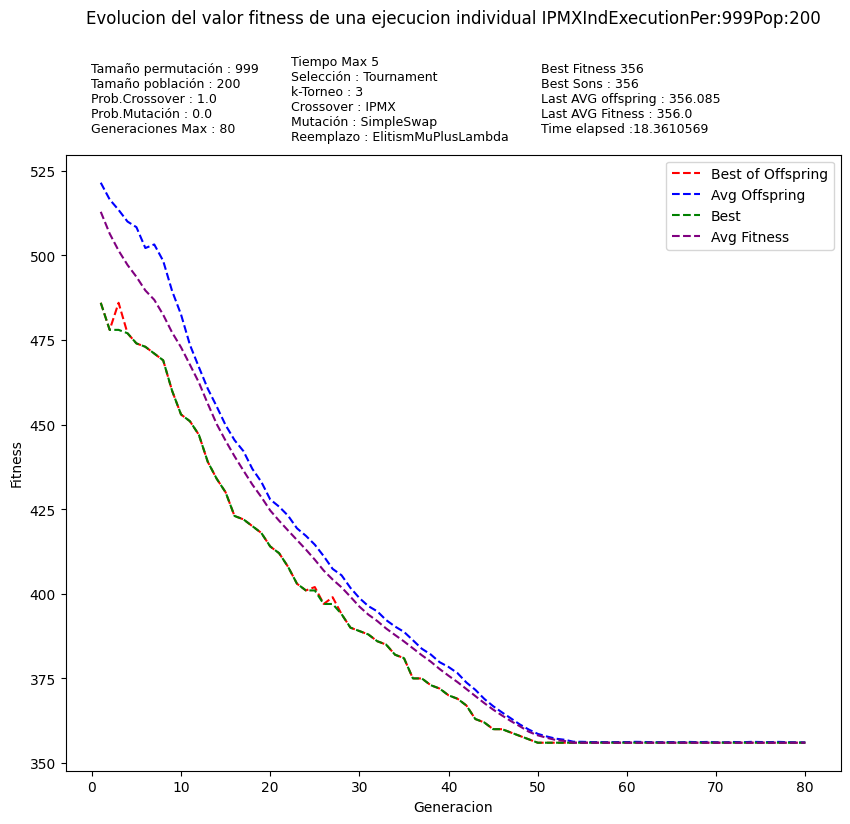 Evolucion del valor fitness de una ejecucion individual IPMXIndExecutionPer:999Pop:200
Tamaño permutación : 999
Tamaño población : 200
Prob.Crossover : 1.0
Prob.Mutación : 0.0
Generaciones Max : 80
Tiempo Max 5
Selección : Tournament
k-Torneo : 3
Crossover : IPMX
Mutación : SimpleSwap
Reemplazo : ElitismMuPlusLambda
Best Fitness 356
Best Sons : 356
Last AVG offspring : 356.085
Last AVG Fitness : 356.0
Time elapsed :18.3610569
Best of Offspring
Avg Offspring
Best
Avg Fitness
Fitness
525
500
475
450
425
400
375
350
0 10 20 30 40 50 60 70 80
Generacion